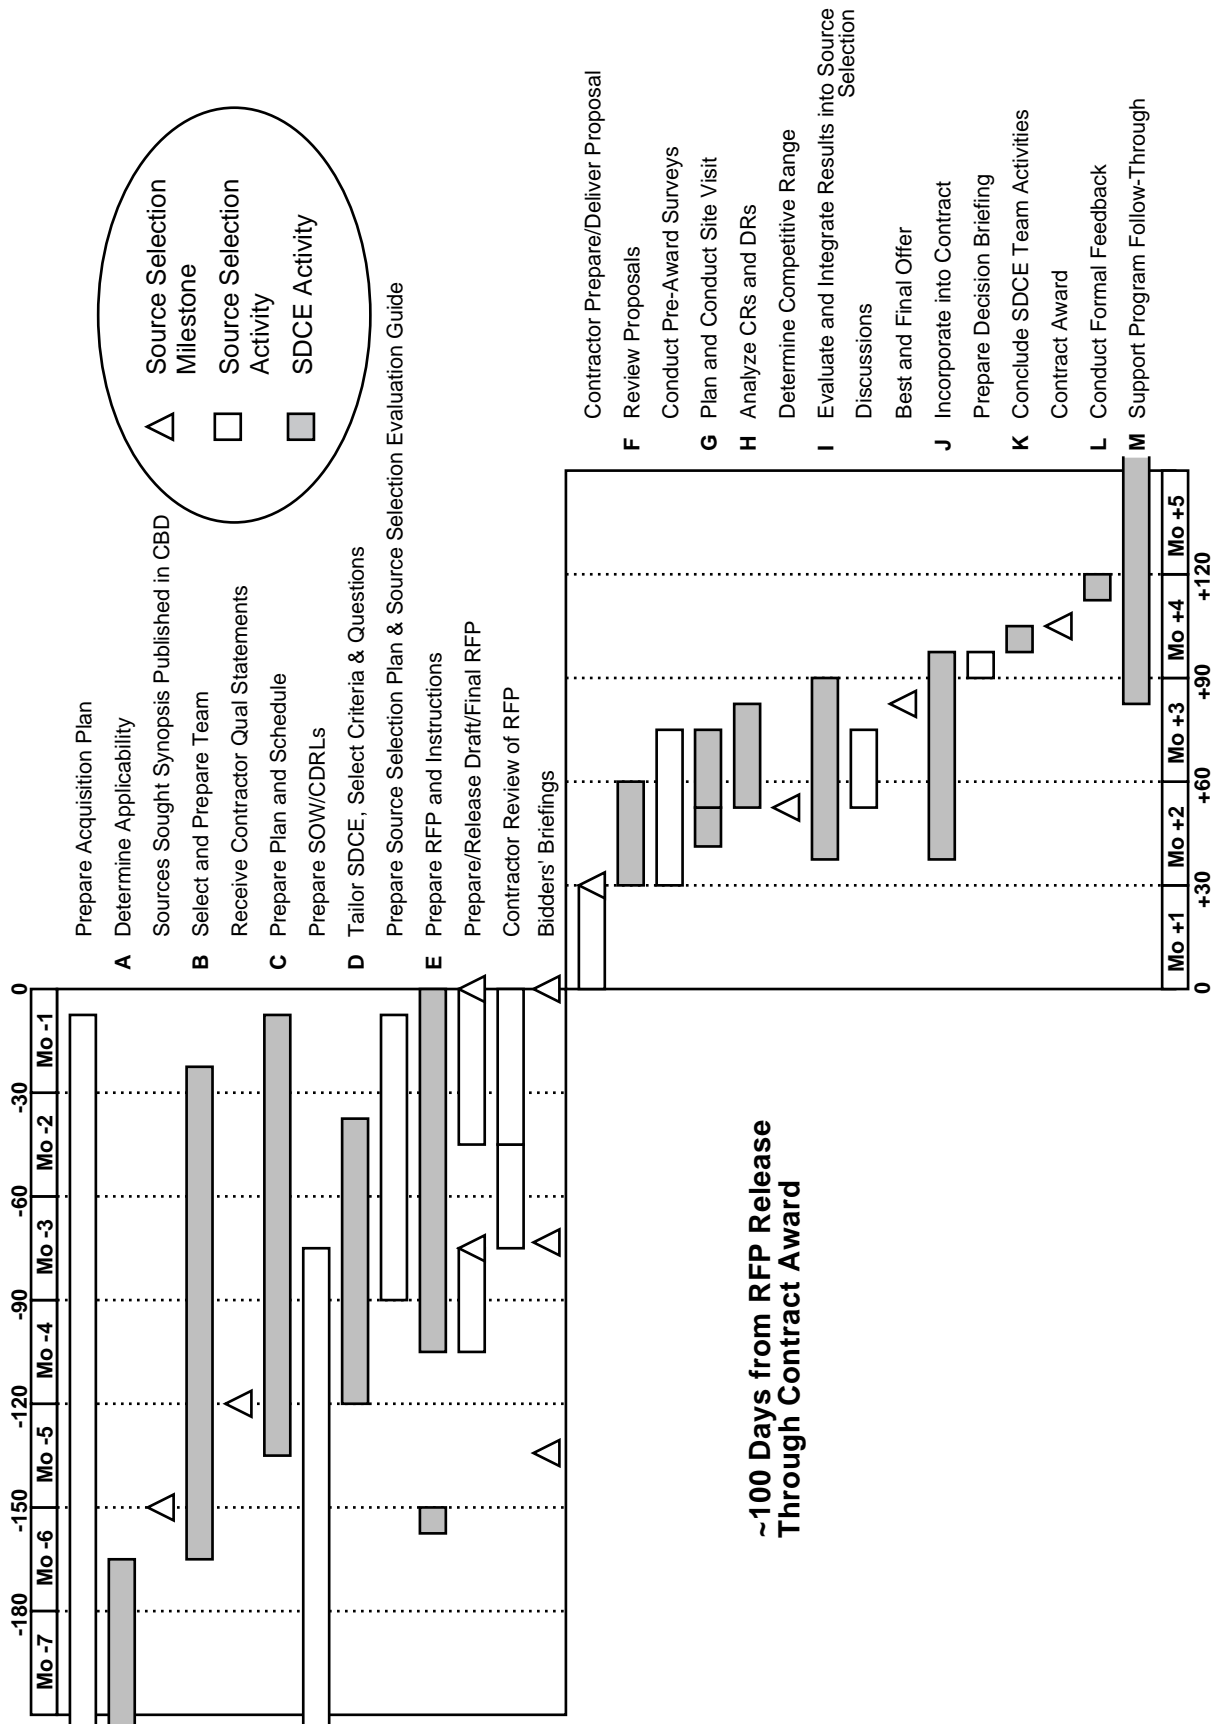 Mo -7 Mo -6 Mo -5 Mo -4 Mo -3 Mo -2 Mo -1
-180 -150 -120 -90 -60 -30 0
Prepare Acquisition Plan
A Determine Applicability
Sources Sought Synopsis Published in CBD
B Select and Prepare Team
Receive Contractor Qual Statements
C Prepare Plan and Schedule
Prepare SOW/CDRLs
D Tailor SDCE, Select Criteria & Questions
Prepare Source Selection Plan & Source Selection Evaluation Guide
E Prepare RFP and Instructions
Prepare/Release Draft/Final RFP
Contractor Review of RFP
Bidders' Briefings
Source Selection
Milestone
Source Selection
Activity
SDCE Activity
Contractor Prepare/Deliver Proposal
F Review Proposals
Conduct Pre-Award Surveys
G Plan and Conduct Site Visit
H Analyze CRs and DRs
Determine Competitive Range
I Evaluate and Integrate Results into Source
Selection
Discussions
Best and Final Offer
J Incorporate into Contract
Prepare Decision Briefing
K Conclude SDCE Team Activities
Contract Award
L Conduct Formal Feedback
M Support Program Follow-Through
Mo +1 Mo +2 Mo +3 Mo +4 Mo +5
0 +30 +60 +90 +120
~100 Days from RFP Release
Through Contract Award